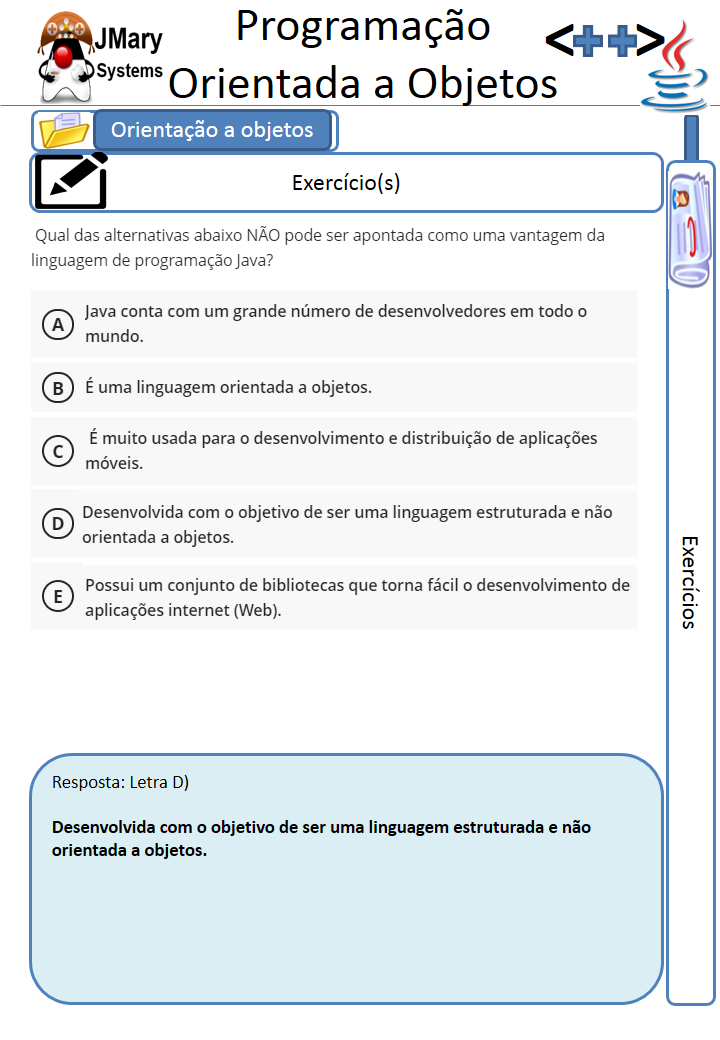 Programação
Orientada a Objetos
JMary
Systems
<++>
Orientação a objetos
Exercício(s)
Qual das alternativas abaixo NÃO pode ser apontada como uma vantagem da
linguagem de programação Java?
A
Java conta com um grande número de desenvolvedores em todo o
mundo.
B
É uma linguagem orientada a objetos.
C
É muito usada para o desenvolvimento e distribuição de aplicações
móveis.
D
Desenvolvida com o objetivo de ser uma linguagem estruturada e não
orientada a objetos.
E
Possui um conjunto de bibliotecas que torna fácil o desenvolvimento de
aplicações internet (Web).
Exercícios
Resposta: Letra D)
Desenvolvida com o objetivo de ser uma linguagem estruturada e não
orientada a objetos.